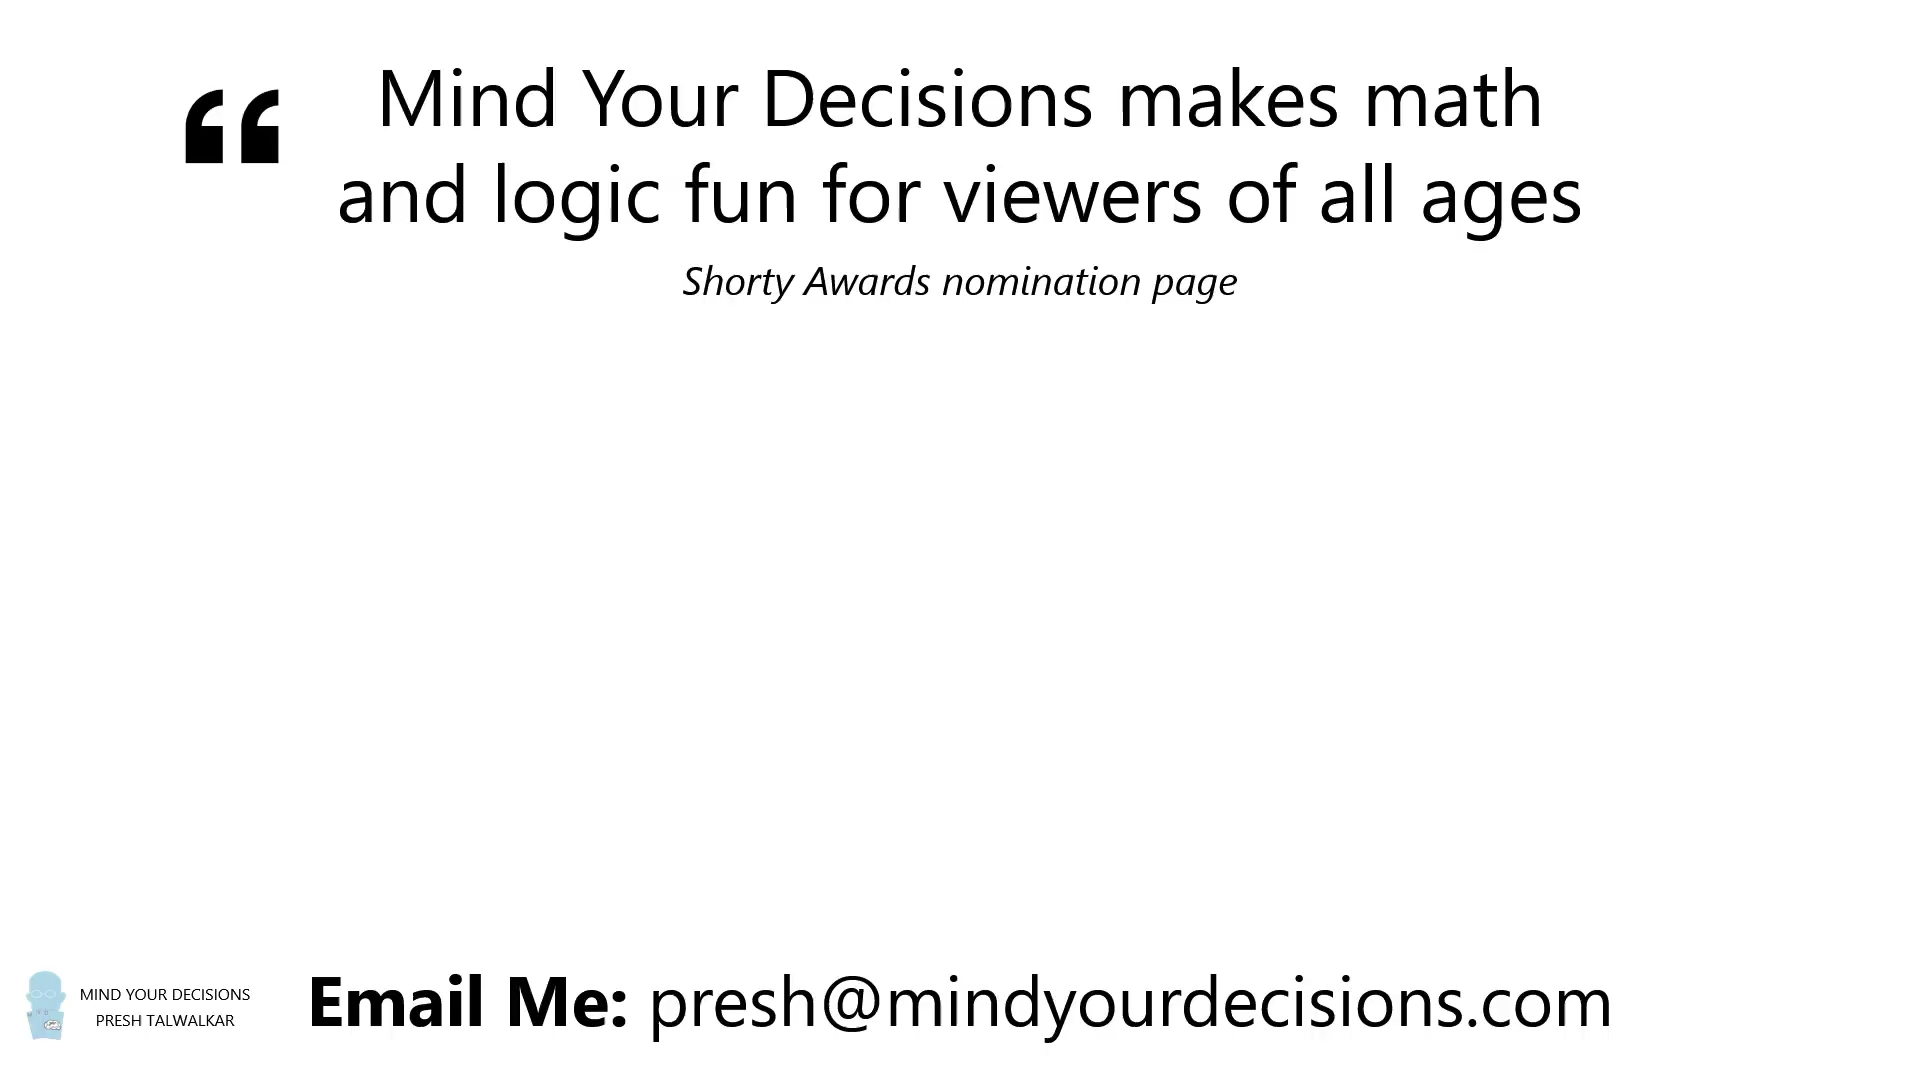 “
Mind Your Decisions makes math
and logic fun for viewers of all ages
Shorty Awards nomination page
MIND YOUR DECISIONS
PRESH TALWALKAR
Email Me: presh@mindyourdecisions.com